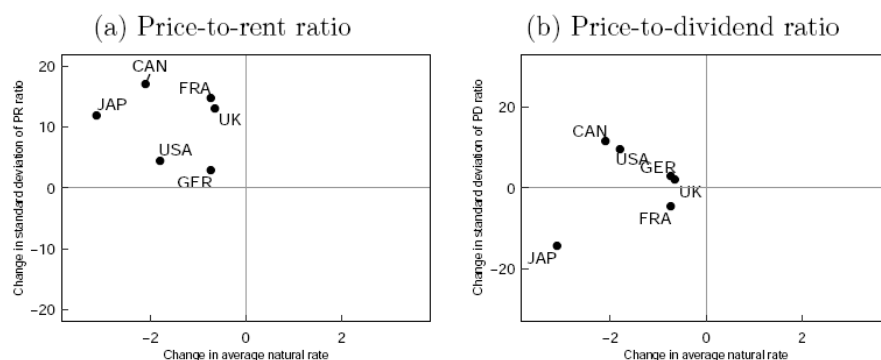 (a) Price-to-rent ratio
Change in standard deviation of PR ratio
20
10
0
−10
−20
CAN
JAP
FRA
UK
USA
GER
−2
0
2
Change in average natural rate
(b) Price-to-dividend ratio
Change in standard deviation of PD ratio
20
0
−20
CAN
USA
GER
UK
FRA
JAP
−2
0
2
Change in average natural rate